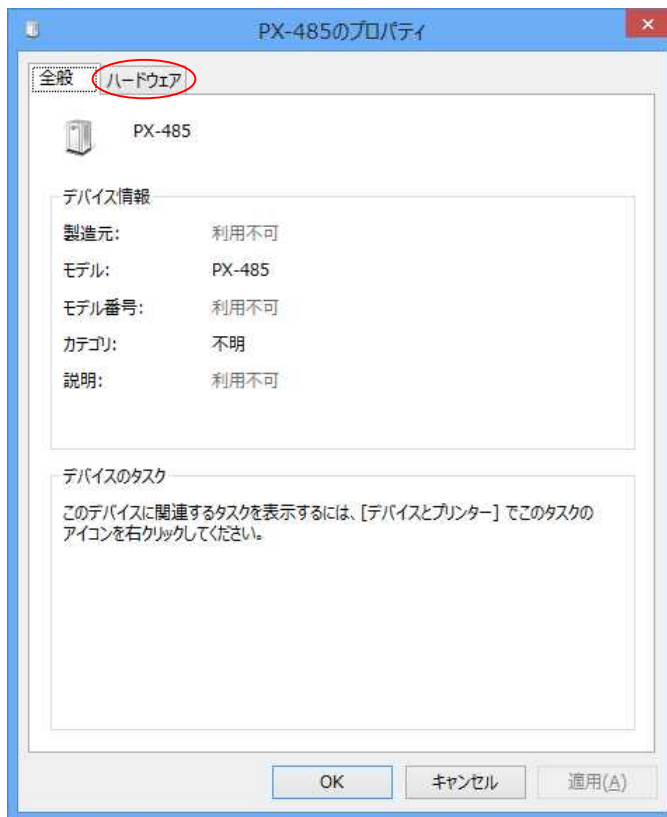 PX-485のプロパティ
全般
ハードウェア
PX-485
デバイス情報
製造元: 利用不可
モデル: PX-485
モデル番号: 利用不可
カテゴリ: 不明
説明: 利用不可
デバイスのタスク
このデバイスに関連するタスクを表示するには、[デバイスとプリンター] でこのタスクの
アイコンを右クリックしてください。
OK キャンセル 適用(A)